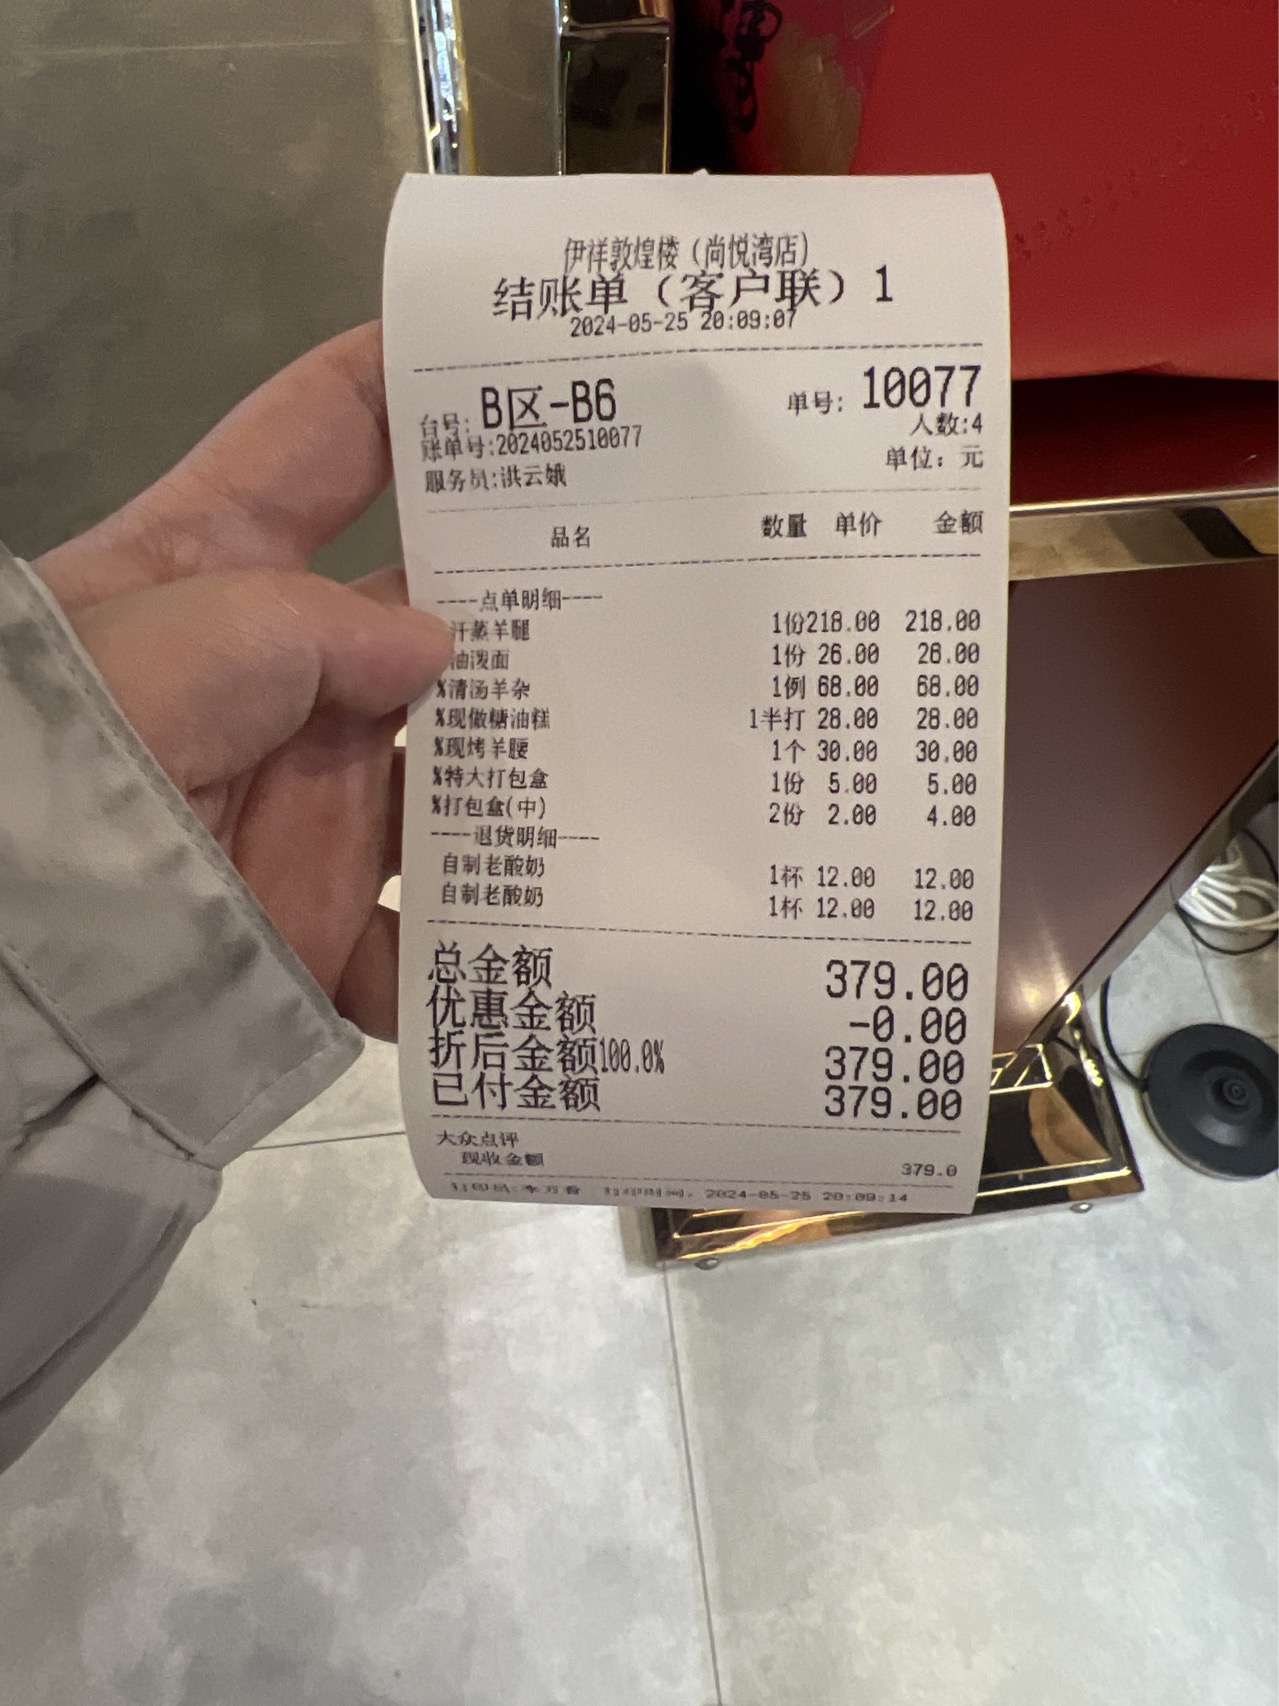 伊祥敦煌楼（尚悦湾店）
结账单（客户联）1
2024-05-25 20:09:07
台号: B区-B6 单号: 10077
账单号:2024052510077 人数:4
服务员:洪云娥 单位: 元
品名 数量 单价 金额
----点单明细----
汗蒸羊腿 1份218.00 218.00
油泼面 1份 26.00 26.00
%清汤羊杂 1例 68.00 68.00
%现做糖油糕 1半打 28.00 28.00
%现烤羊腰 1个 30.00 30.00
%特大打包盒 1份 5.00 5.00
%打包盒(中) 2份 2.00 4.00
----退货明细----
自制老酸奶 1杯 12.00 12.00
自制老酸奶 1杯 12.00 12.00
总金额 379.00
优惠金额 -0.00
折后金额100.0% 379.00
已付金额 379.00
大众点评
现收金额 379.0
打印时间: 2024-05-25 20:09:14